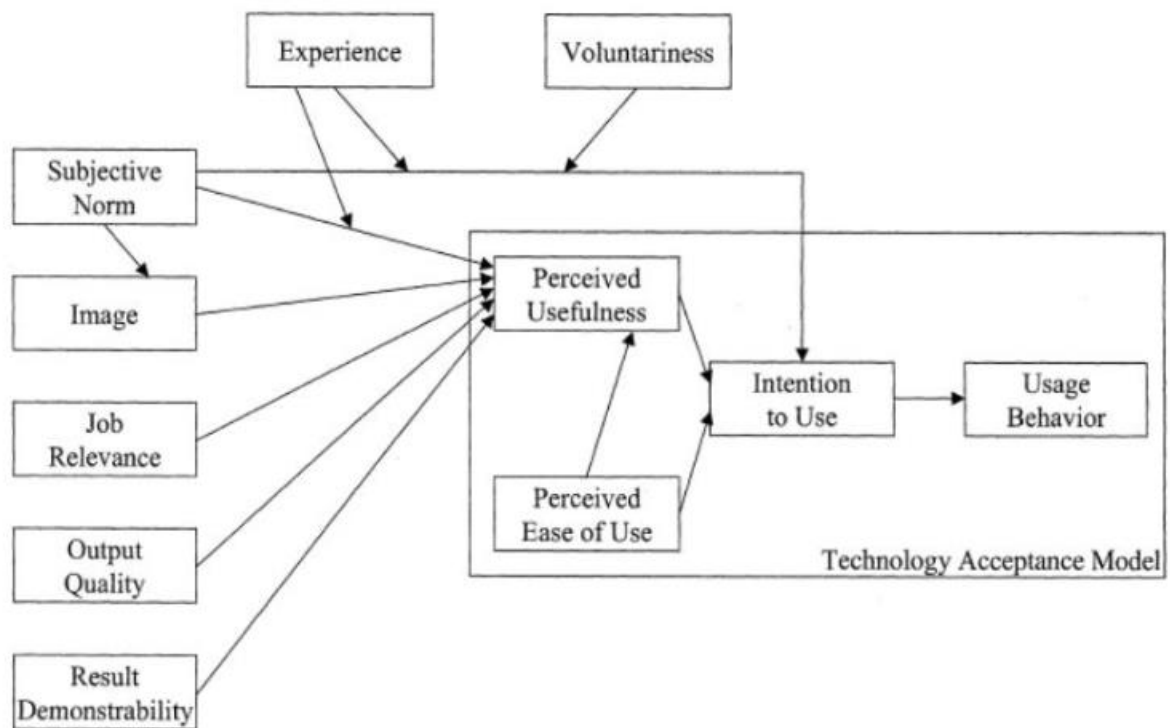 Experience
Voluntariness
Subjective
Norm
Image
Perceived
Usefulness
Job
Relevance
Intention
to Use
Usage
Behavior
Perceived
Ease of Use
Output
Quality
Technology Acceptance Model
Result
Demonstrability